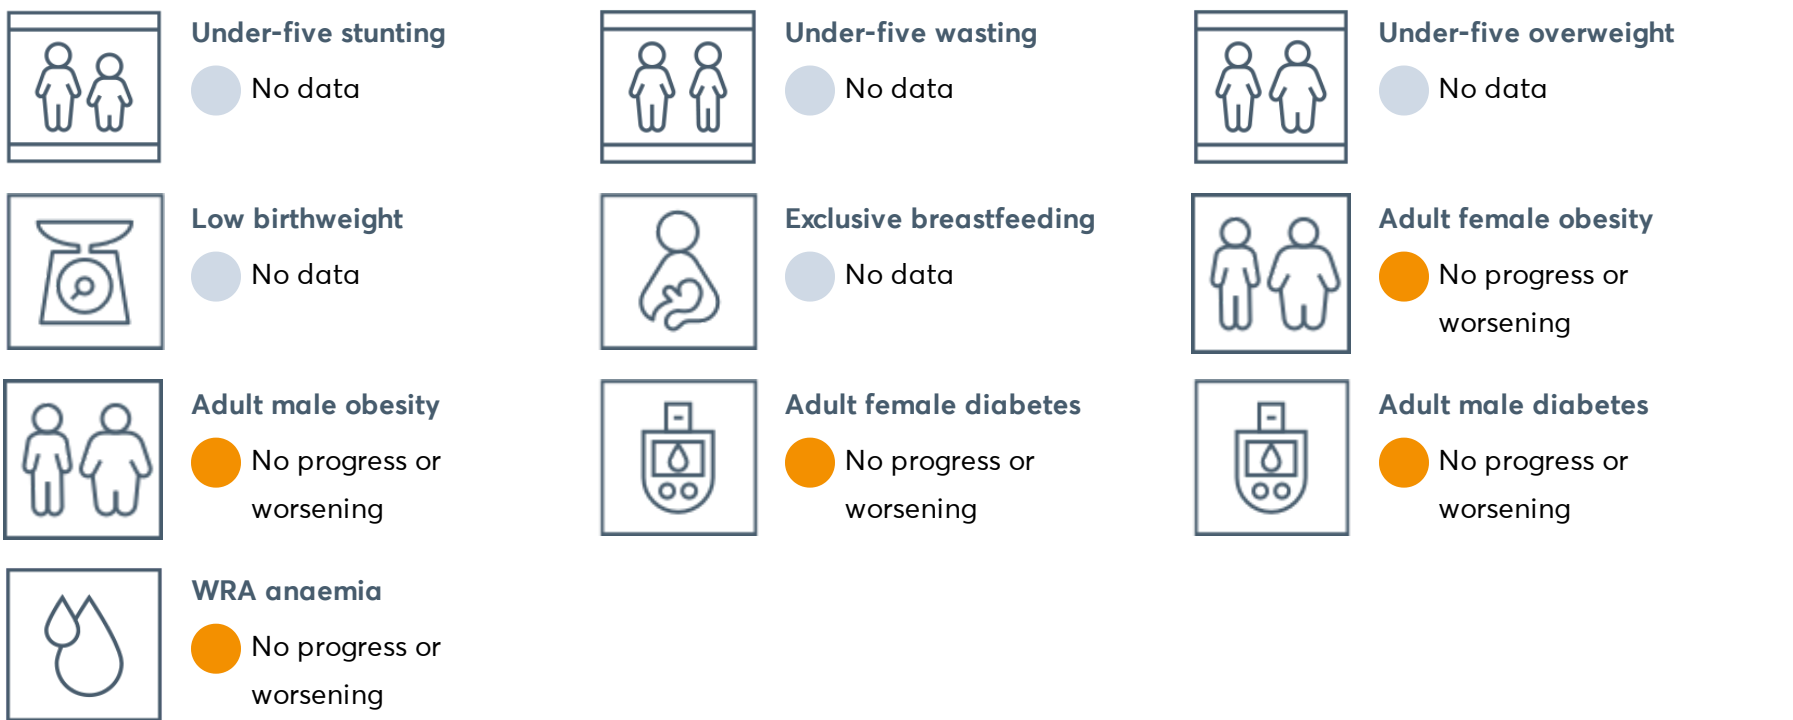 Under-five stunting
No data
Under-five wasting
No data
Under-five overweight
No data
Low birthweight
No data
Exclusive breastfeeding
No data
Adult female obesity
No progress or
worsening
Adult male obesity
No progress or
worsening
Adult female diabetes
No progress or
worsening
Adult male diabetes
No progress or
worsening
WRA anaemia
No progress or
worsening